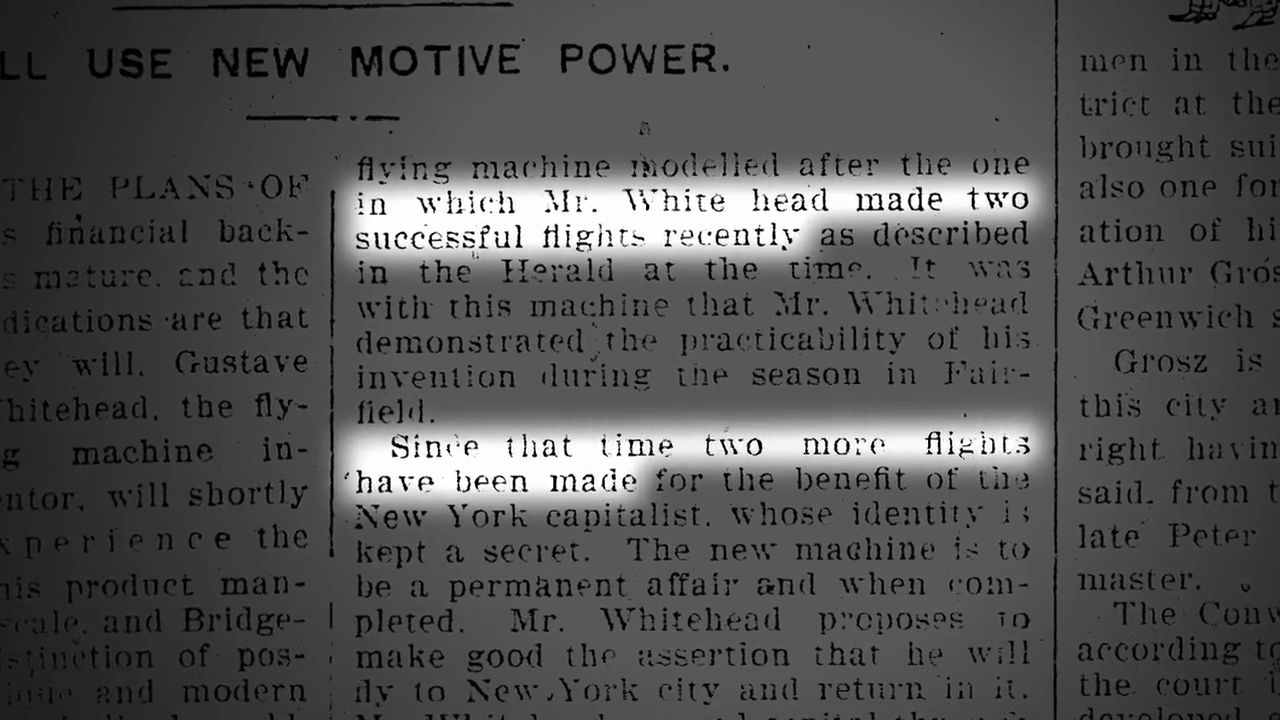 LL USE NEW MOTIVE POWER.
THE PLANS OF
s financial back-
s mature. and the
dications are that
ey will. Gustave
hitehead. the fly-
g machine in-
entor, will shortly
xperience the
his product man-
scale. and Bridge-
istinction of pos-
and modern
flying machine modelled after the one
in which Mr. White head made two
successful flights recently as described
in the Herald at the time. It was
with this machine that Mr. Whitehead
demonstrated the practicability of his
invention during the season in Fair-
field.
Since that time two more flights
have been made for the benefit of the
New York capitalist. whose identity is
kept a secret. The new machine is to
be a permanent affair and when com-
pleted. Mr. Whitehead proposes to
make good the assertion that he will
fly to New York city and return in it.
men in the
trict at the
brought sui
also one for
ation of hi
Arthur Gros
Greenwich s
Grosz is
this city a
right havin
said. from t
late Peter
master.
The Conv
according to
the court